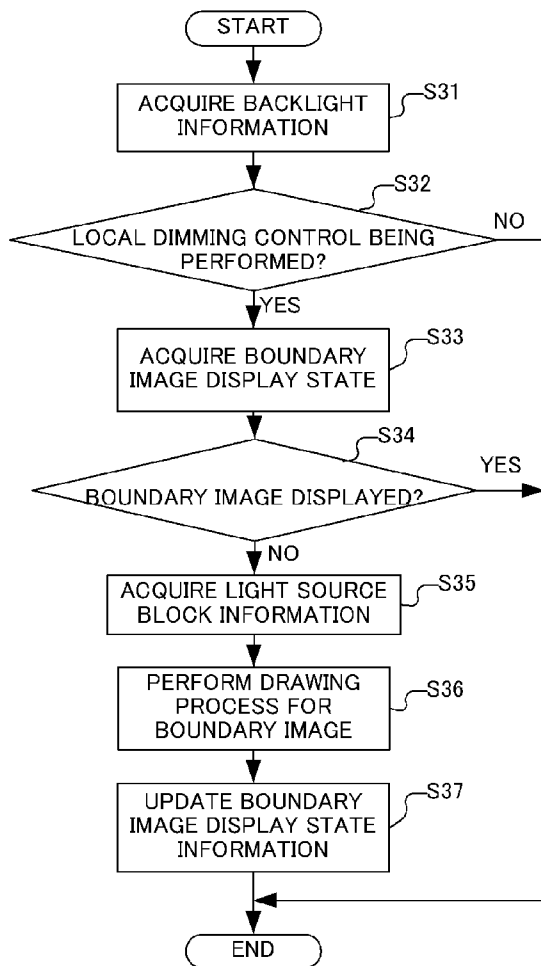 START
ACQUIRE BACKLIGHT
INFORMATION
S31
S32
LOCAL DIMMING CONTROL BEING
PERFORMED?
NO
YES
ACQUIRE BOUNDARY
IMAGE DISPLAY STATE
S33
S34
BOUNDARY IMAGE DISPLAYED?
YES
NO
ACQUIRE LIGHT SOURCE
BLOCK INFORMATION
S35
PERFORM DRAWING
PROCESS FOR
BOUNDARY IMAGE
S36
UPDATE BOUNDARY
IMAGE DISPLAY STATE
INFORMATION
S37
END